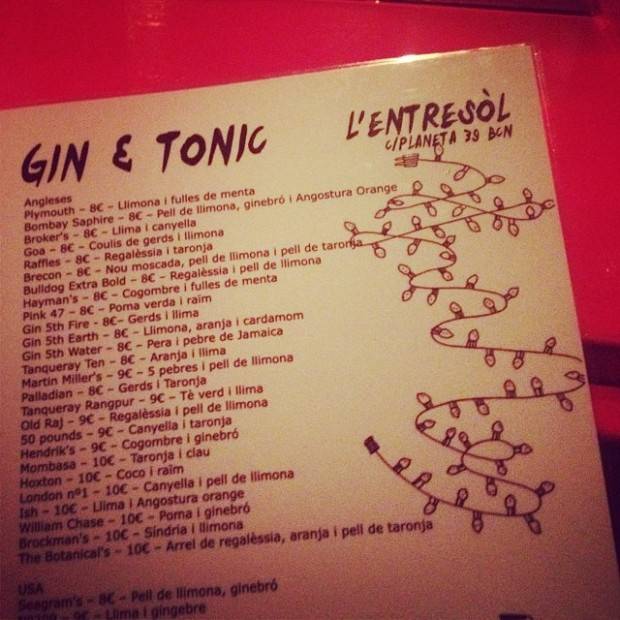 GIN & TONIC
L'ENTRESÒL
C/PLANETA 39 BCN
Angleses
Plymouth – 8€ – Llimona i fulles de menta
Bombay Saphire – 8€ – Pell de llimona, ginebró i Angostura Orange
Broker's – 8€ – Llima i canyella
Goa – 8€ – Coulis de gerds i llimona
Raffles – 8€ – Regalèssia i taronja
Brecon – 8€ – Nou moscada, pell de llimona i pell de taronja
Bulldog Extra Bold – 8€ – Regalèssia i pell de llimona
Hayman's – 8€ – Cogombre i fulles de menta
Pink 47 – 8€ – Poma verda i raïm
Gin 5th Fire – 8€– Gerds i llima
Gin 5th Earth – 8€ – Llimona, aranja i cardamom
Gin 5th Water – 8€ – Pera i pebre de Jamaica
Tanqueray Ten – 8€ – Aranja i llima
Martin Miller's – 9€ – 5 pebres i pell de llimona
Palladian – 8€ – Gerds i Taronja
Tanqueray Rangpur – 9€ – Tè verd i llima
Old Raj – 9€ – Regalèssia i pell de llimona
50 pounds – 9€ – Canyella i taronja
Hendrik's – 9€ – Cogombre i ginebró
Mombasa – 10€ – Taronja i clau
Hoxton – 10€ – Coco i raïm
London nº1 – 10€ – Canyella i pell de llimona
Ish – 10€ – Llima i Angostura orange
William Chase – 10€ – Poma i ginebró
Brockman's – 10€ – Síndria i llimona
The Botanical's – 10€ – Arrel de regalèssia, aranja i pell de taronja
USA
Seagram's – 8€ – Pell de llimona, ginebró
– 9€ – Llima i gingebre